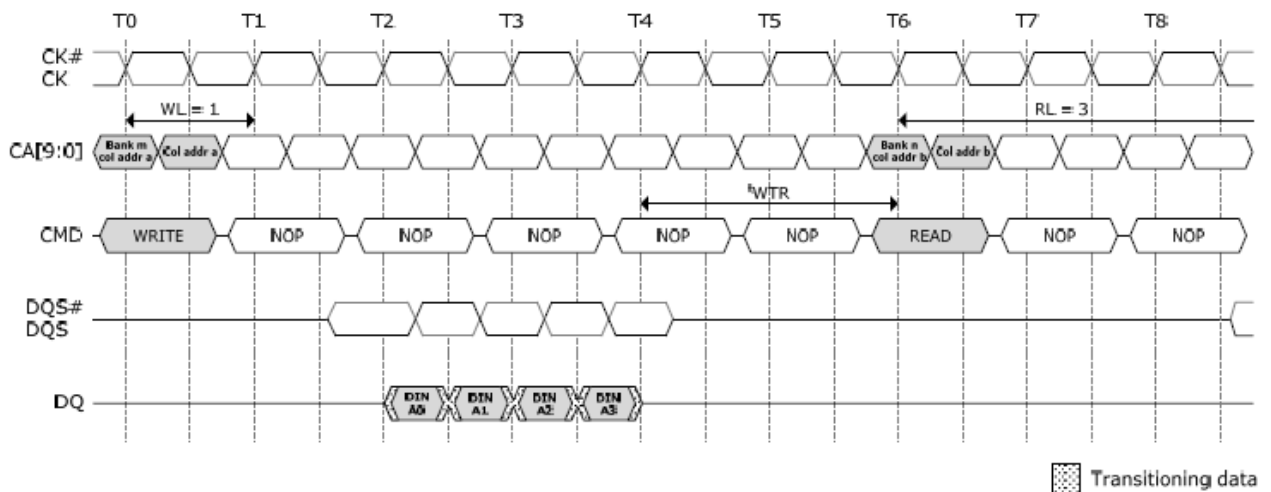 T0 T1 T2 T3 T4 T5 T6 T7 T8
CK#
CK
WL = 1 RL = 3
CA[9:0] Bank m col addr a Col addr a Bank n col addr b Col addr b
tWTR
CMD WRITE NOP NOP NOP NOP NOP READ NOP NOP
DQS#
DQS
DQ DIN A0 DIN A1 DIN A2 DIN A3
Transitioning data